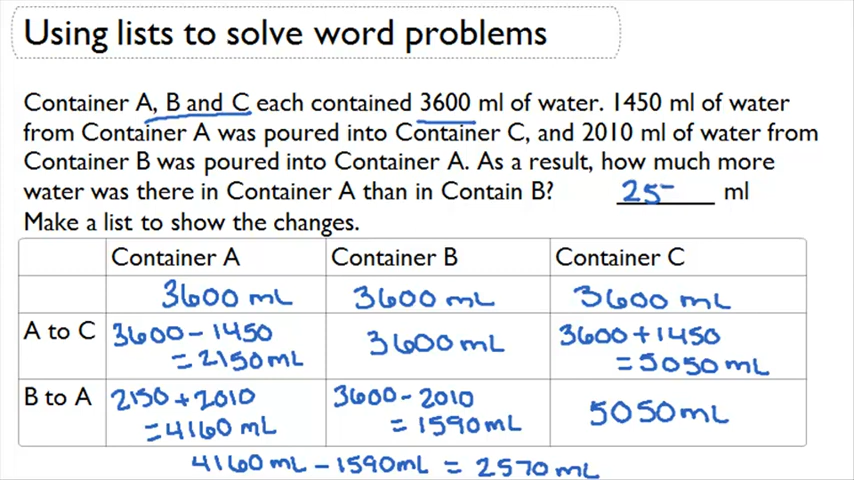 Using lists to solve word problems
Container A, B and C each contained 3600 ml of water. 1450 ml of water
from Container A was poured into Container C, and 2010 ml of water from
Container B was poured into Container A. As a result, how much more
water was there in Container A than in Contain B? 25 ml
Make a list to show the changes.
Container A Container B Container C
3600 mL 3600 mL 3600 mL
A to C 3600 - 1450 3600 mL 3600 + 1450
= 2150 mL = 5050 mL
B to A 2150 + 2010 3600 - 2010 5050 mL
= 4160 mL = 1590 mL
4160 mL - 1590 mL = 2570 mL